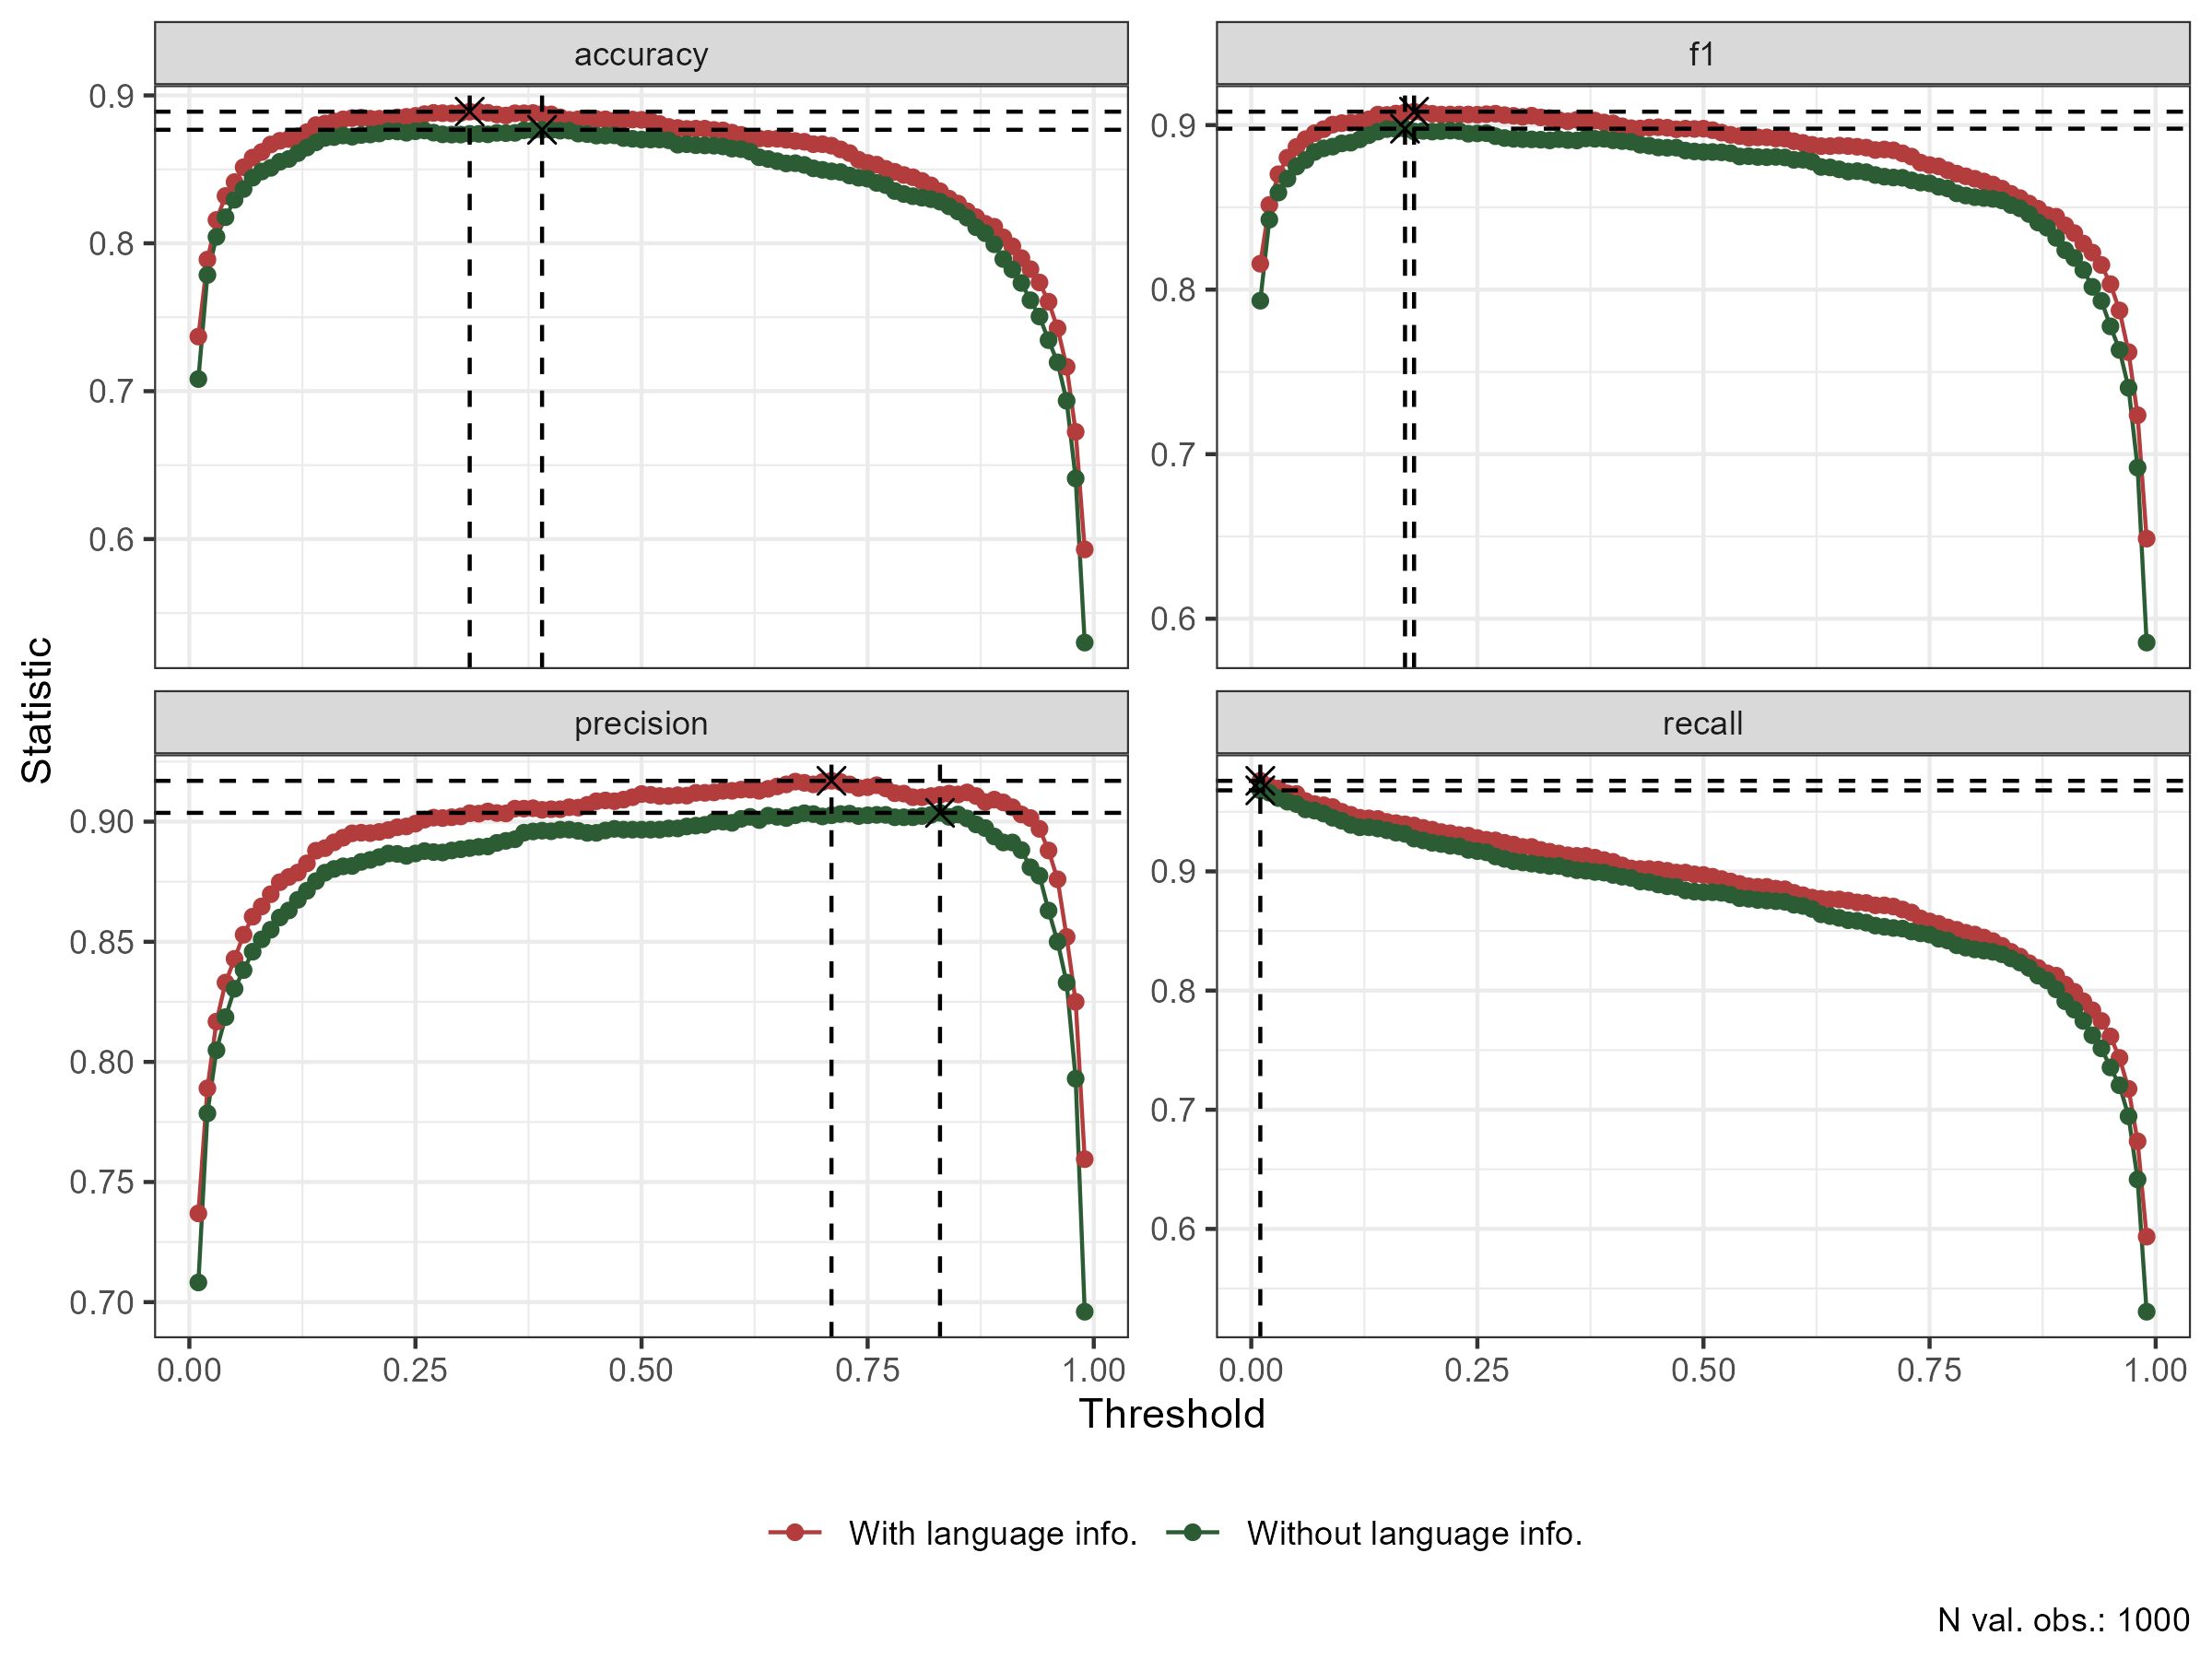 accuracy
f1
0.9
0.8
0.7
0.6
0.9
0.8
0.7
0.6
Statistic
precision
recall
0.90
0.85
0.80
0.75
0.70
0.9
0.8
0.7
0.6
0.00 0.25 0.50 0.75 1.00
0.00 0.25 0.50 0.75 1.00
Threshold
With language info. Without language info.
N val. obs.: 1000